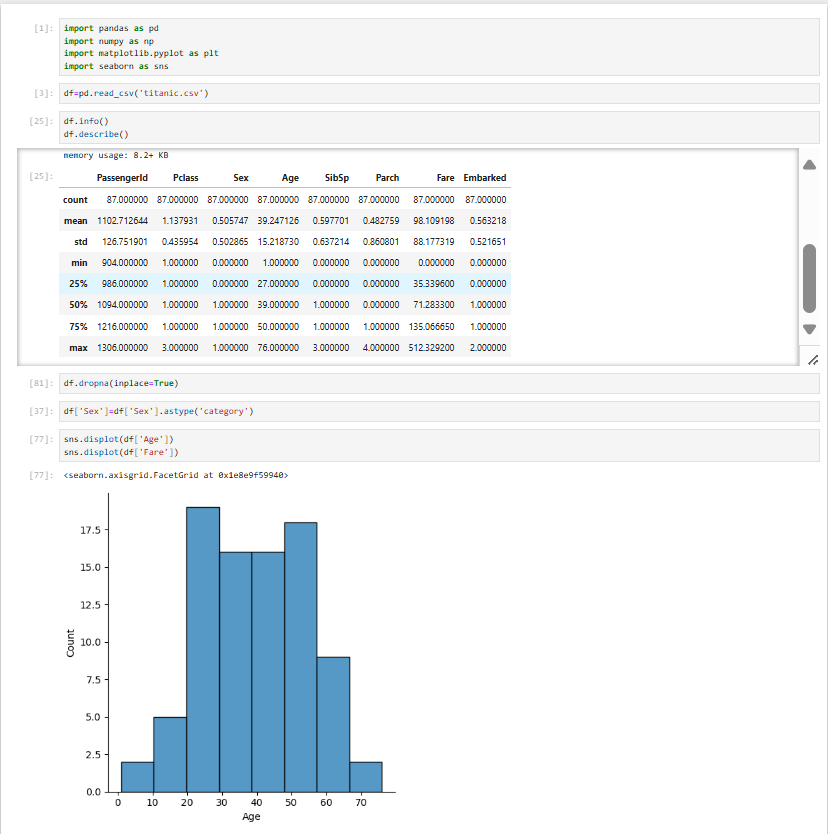 [1]: import pandas as pd
import numpy as np
import matplotlib.pyplot as plt
import seaborn as sns
[3]: df=pd.read_csv('titanic.csv')
[25]: df.info()
df.describe()
memory usage: 8.2+ KB
[25]: PassengerId Pclass Sex Age SibSp Parch Fare Embarked
count 87.000000 87.000000 87.000000 87.000000 87.000000 87.000000 87.000000 87.000000
mean 1102.712644 1.137931 0.505747 39.247126 0.597701 0.482759 98.109198 0.563218
std 126.751901 0.435954 0.502865 15.218730 0.637214 0.860801 88.177319 0.521651
min 904.000000 1.000000 0.000000 1.000000 0.000000 0.000000 0.000000 0.000000
25% 986.000000 1.000000 0.000000 27.000000 0.000000 0.000000 35.339600 0.000000
50% 1094.000000 1.000000 1.000000 39.000000 1.000000 0.000000 71.283300 1.000000
75% 1216.000000 1.000000 1.000000 50.000000 1.000000 1.000000 135.066650 1.000000
max 1306.000000 3.000000 1.000000 76.000000 3.000000 4.000000 512.329200 2.000000
[81]: df.dropna(inplace=True)
[37]: df['Sex']=df['Sex'].astype('category')
[77]: sns.displot(df['Age'])
sns.displot(df['Fare'])
[77]: <seaborn.axisgrid.FacetGrid at 0x1e8e9f59940>
17.5
15.0
12.5
10.0
7.5
5.0
2.5
0.0
Count
0 10 20 30 40 50 60 70
Age